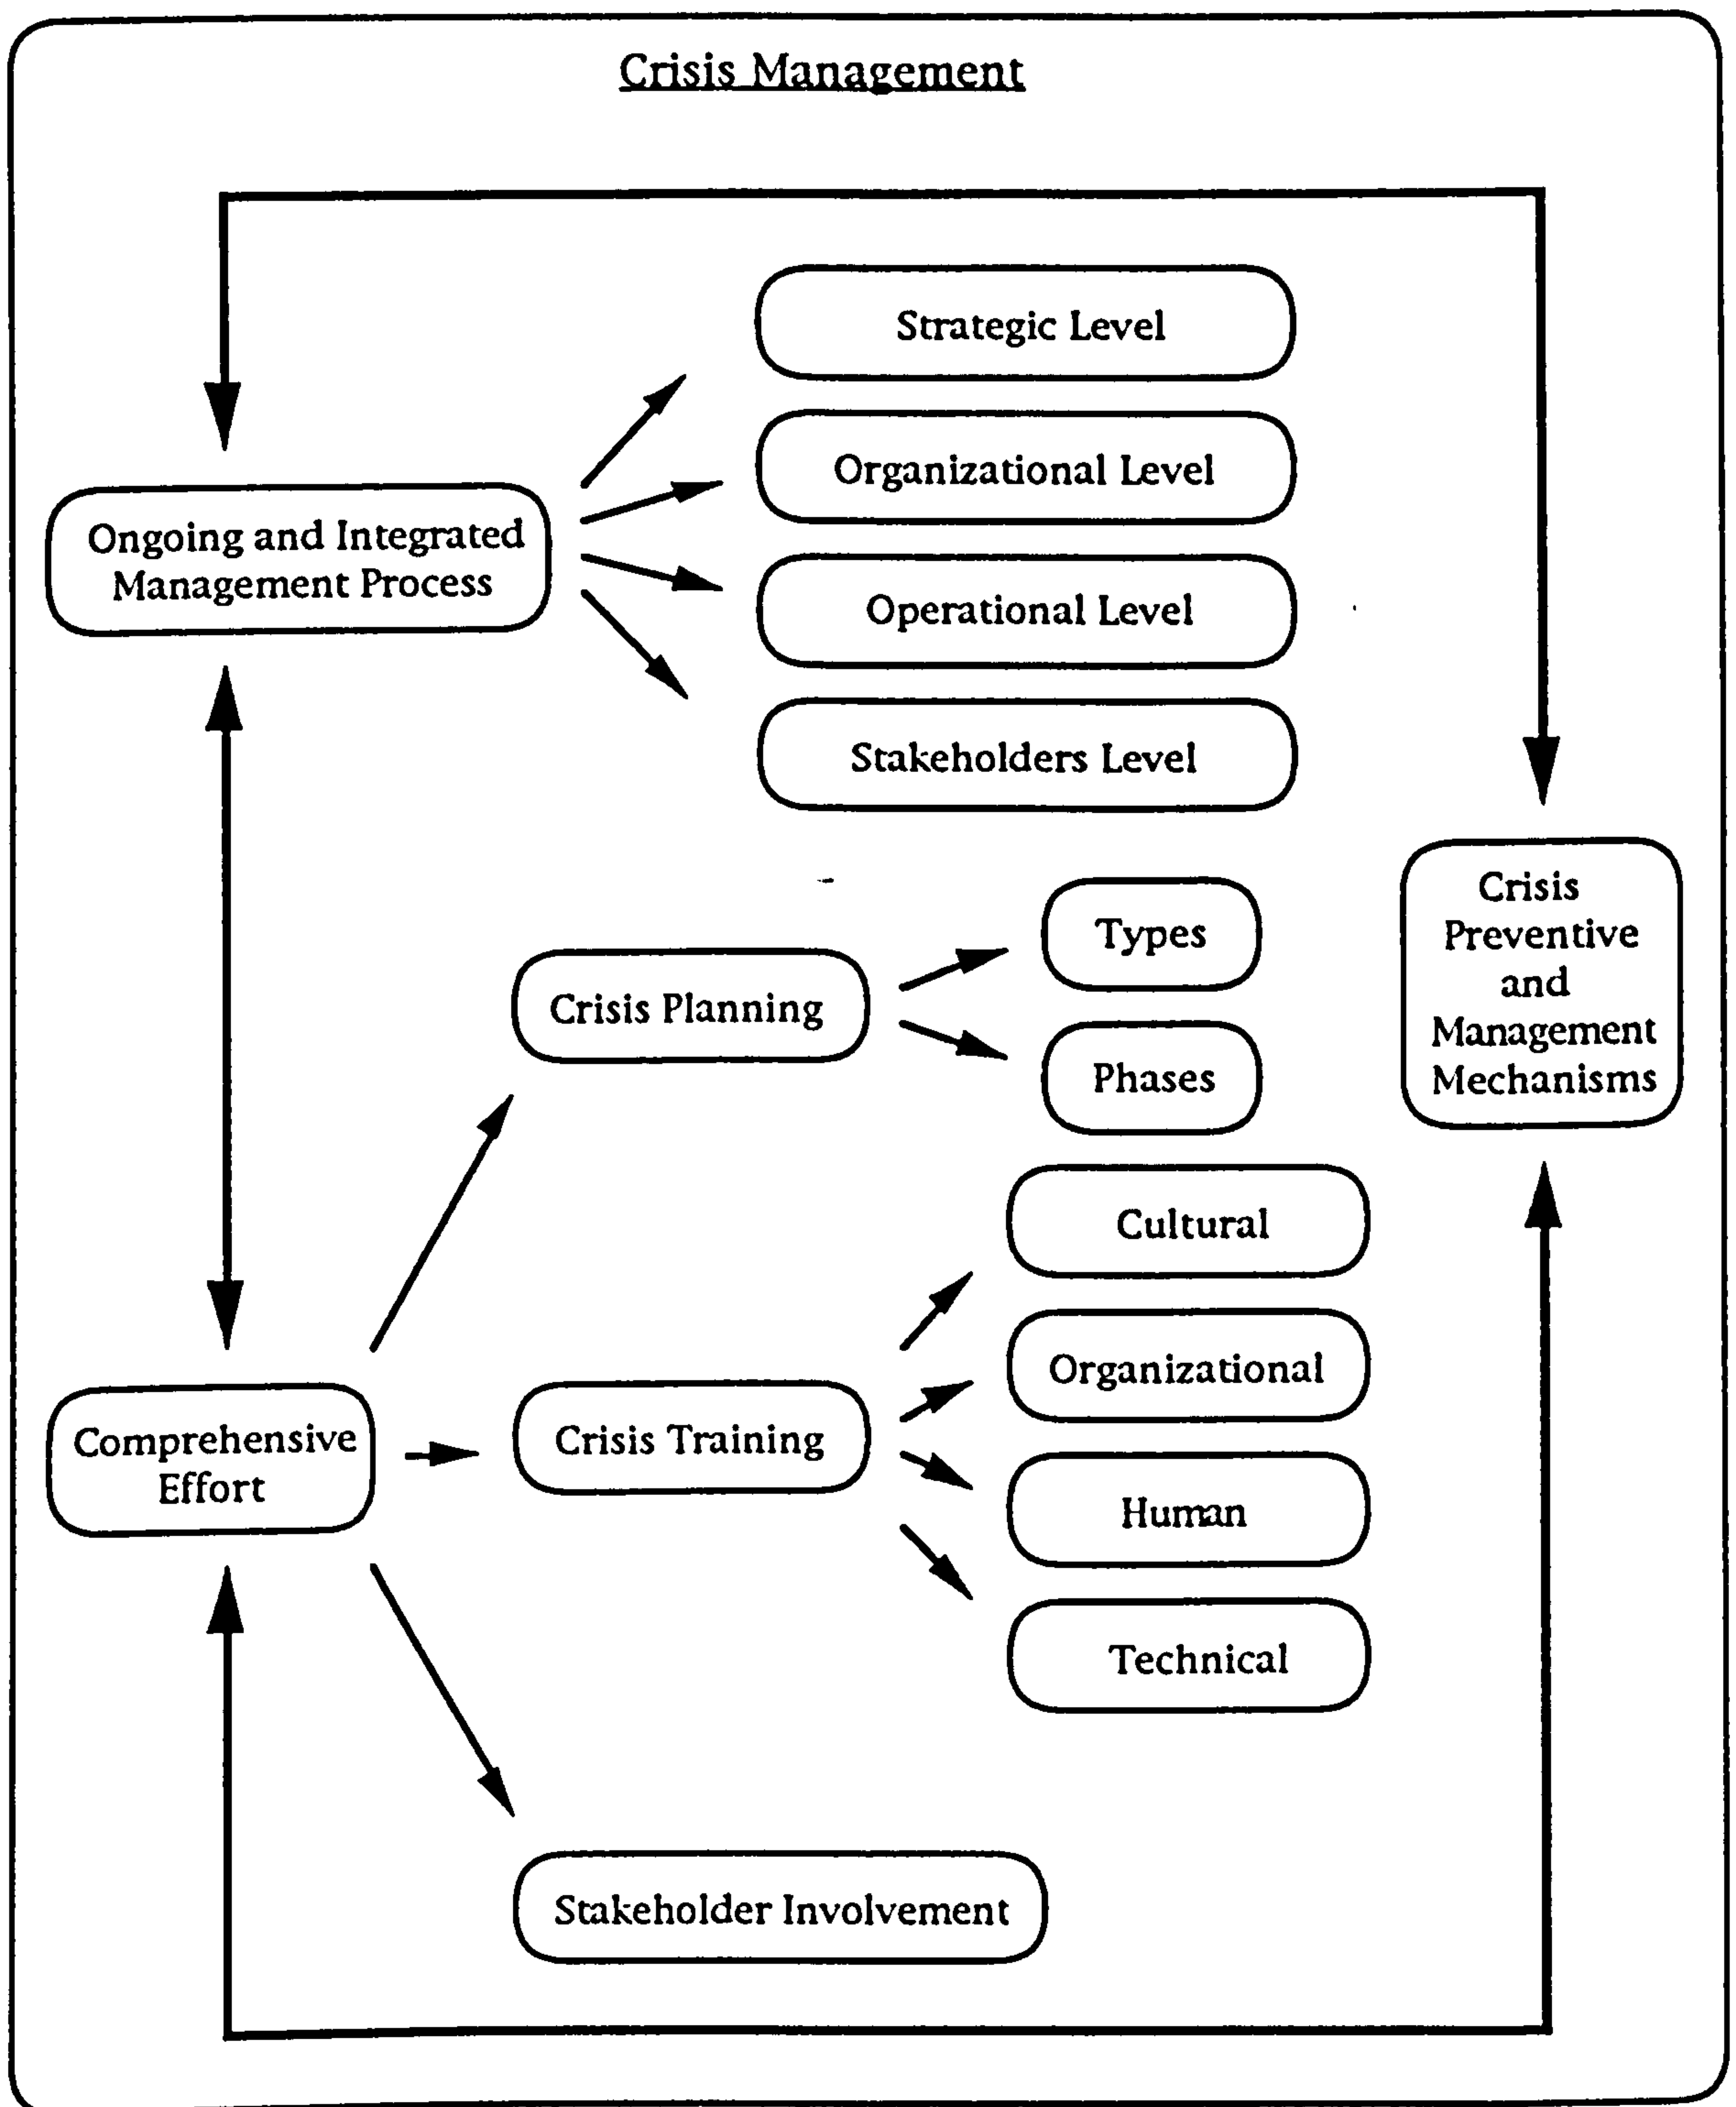 Crisis Management
Strategic Level
Organizational Level
Ongoing and Integrated
Management Process
Operational Level
Stakeholders Level
Crisis
Preventive
and
Management
Mechanisms
Types
Crisis Planning
Phases
Cultural
Organizational
Comprehensive
Effort
Crisis Training
Human
Technical
Stakeholder Involvement